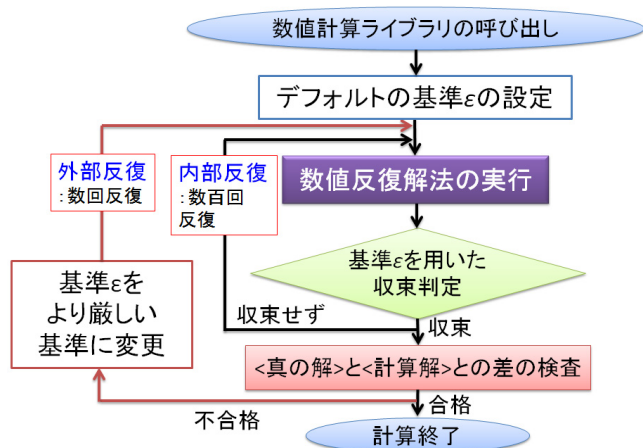 数値計算ライブラリの呼び出し
デフォルトの基準εの設定
外部反復
：数回反復
内部反復
：数百回
反復
数値反復解法の実行
基準εを用いた
収束判定
基準εを
より厳しい
基準に変更
収束せず
収束
<真の解>と<計算解>との差の検査
不合格
合格
計算終了